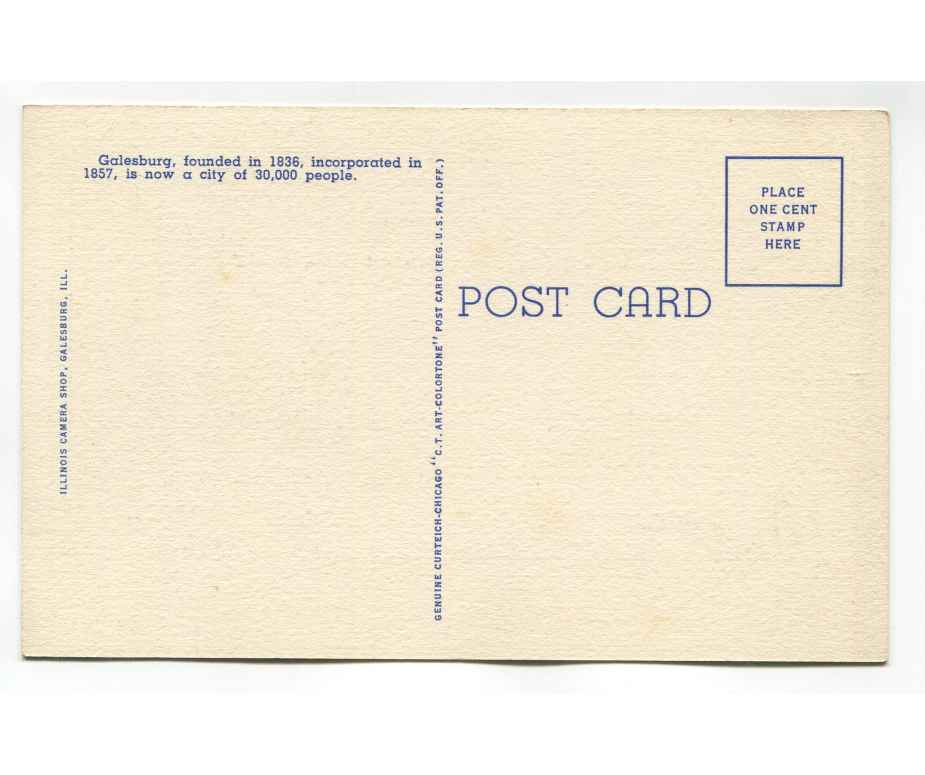 Galesburg, founded in 1836, incorporated in
1857, is now a city of 30,000 people.
ILLINOIS CAMERA SHOP, GALESBURG, ILL.
GENUINE CURTEICH-CHICAGO "C.T. ART-COLORTONE" POST CARD (REG. U.S. PAT. OFF.)
POST CARD
PLACE
ONE CENT
STAMP
HERE